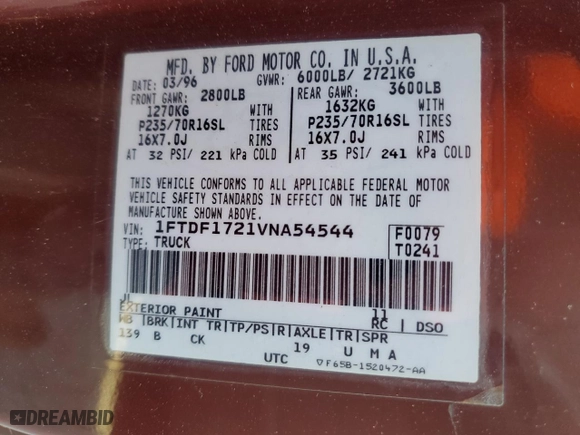 MFD. BY FORD MOTOR CO. IN U.S.A.
DATE: 03/96 GVWR: 6000LB/ 2721KG
FRONT GAWR: 2800LB REAR GAWR: 3600LB
1270KG WITH 1632KG WITH
P235/70R16SL TIRES P235/70R16SL TIRES
16X7.0J RIMS 16X7.0J RIMS
AT 32 PSI/ 221 kPa COLD AT 35 PSI/ 241 kPa COLD
THIS VEHICLE CONFORMS TO ALL APPLICABLE FEDERAL MOTOR
VEHICLE SAFETY STANDARDS IN EFFECT ON THE DATE OF
MANUFACTURE SHOWN ABOVE.
VIN: 1FTDF1721VNA54544 F0079
TYPE: TRUCK T0241
JL 11
EXTERIOR PAINT RC DSO
WB BRK INT TR TP/PS R AXLE TR SPR
139 B CK 19 U M A
UTC ▽F65B-1520472-AA
DREAMBID